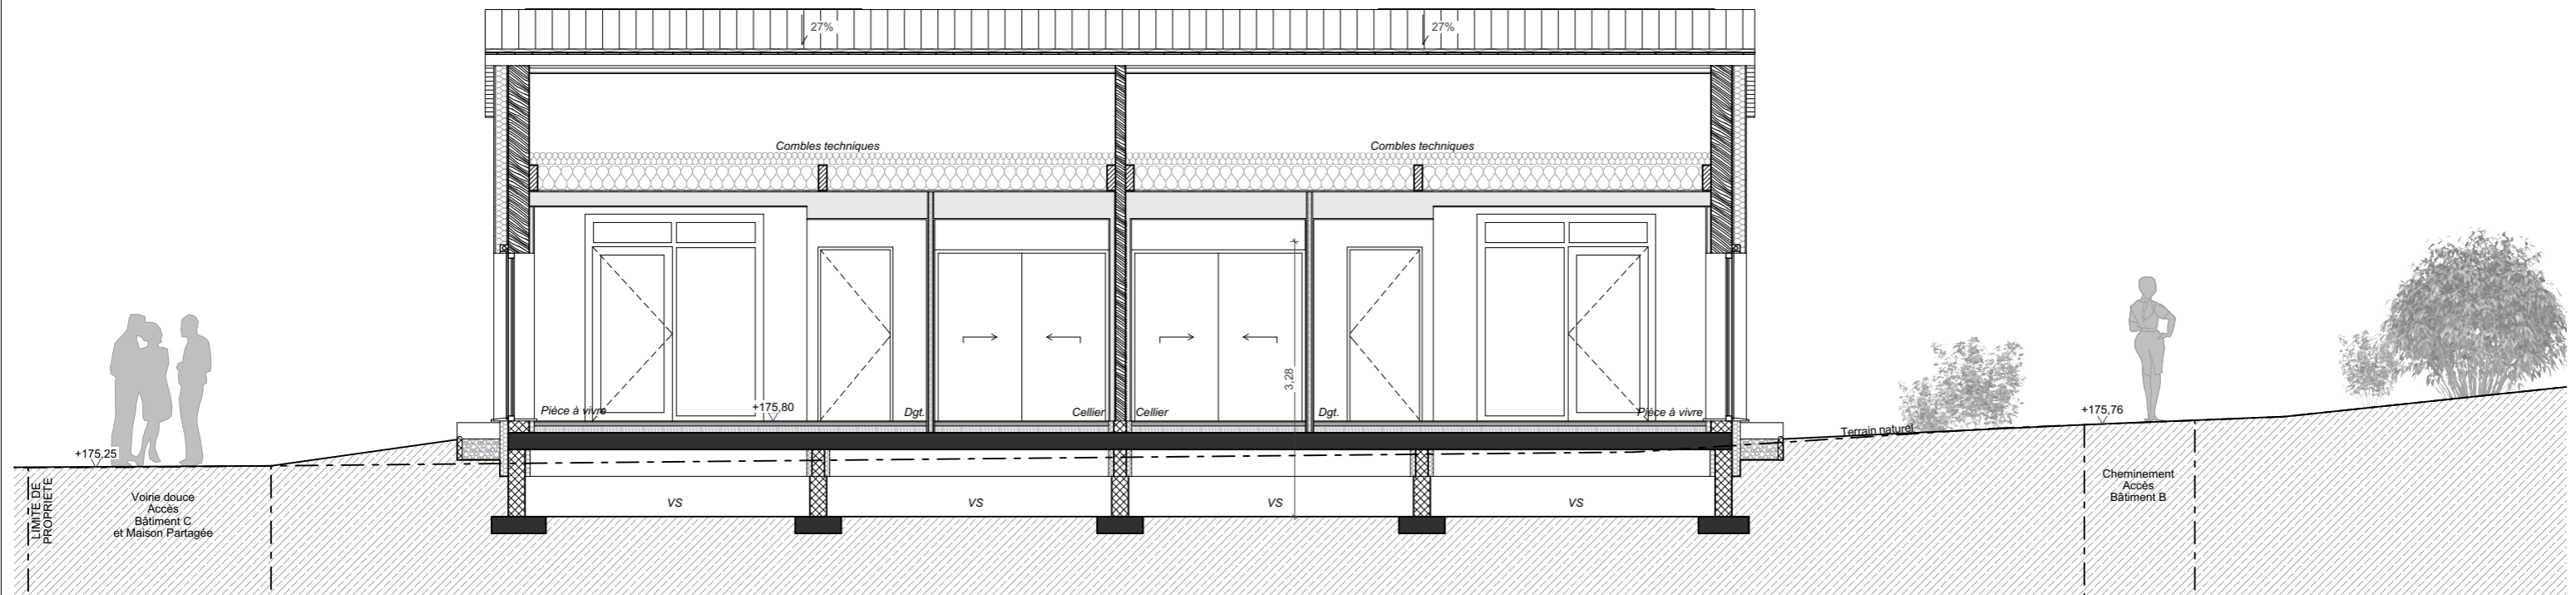 27%
27%
Combles techniques
Combles techniques
3,28
Pièce à vivre
+175,80
Dgt.
Cellier
Cellier
Dgt.
Pièce à vivre
+175,76
Terrain naturel
+175,25
LIMITE DE
PROPRIETE
Voirie douce
Accès
Bâtiment C
et Maison Partagée
VS
VS
VS
VS
Cheminement
Accès
Bâtiment B